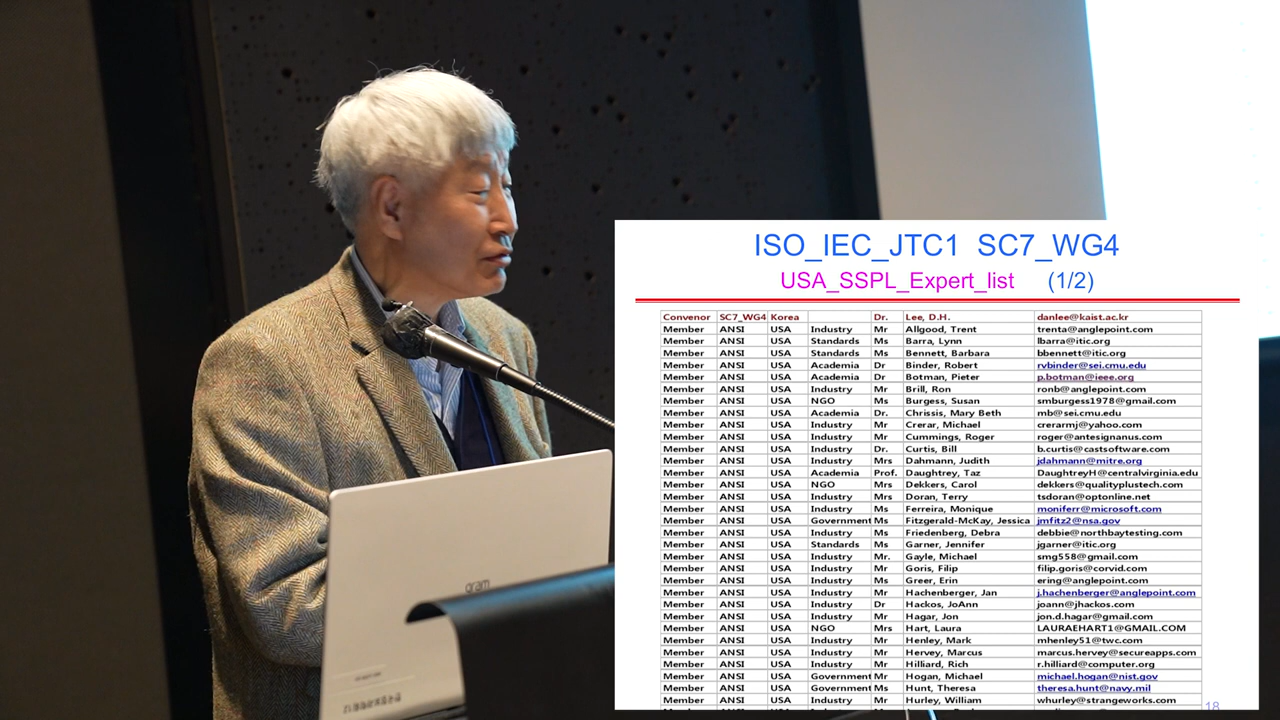 ISO_IEC_JTC1 SC7_WG4
USA_SSPL_Expert_list (1/2)
Convenor SC7_WG4 Korea Dr. Lee, D.H. danlee@kaist.ac.kr
Member ANSI USA Industry Mr Allgood, Trent trenta@anglepoint.com
Member ANSI USA Standards Ms Barra, Lynn lbarra@itic.org
Member ANSI USA Standards Ms Bennett, Barbara bbennett@itic.org
Member ANSI USA Academia Dr Binder, Robert rvbinder@sei.cmu.edu
Member ANSI USA Academia Dr Botman, Pieter p.botman@ieee.org
Member ANSI USA Industry Mr Brill, Ron ronb@anglepoint.com
Member ANSI USA NGO Ms Burgess, Susan smburgess1978@gmail.com
Member ANSI USA Academia Dr. Chrissis, Mary Beth mb@sei.cmu.edu
Member ANSI USA Industry Mr Crerar, Michael crerarmj@yahoo.com
Member ANSI USA Industry Mr Cummings, Roger roger@antesignanus.com
Member ANSI USA Industry Dr. Curtis, Bill b.curtis@castsoftware.com
Member ANSI USA Industry Mrs Dahmann, Judith jdahmann@mitre.org
Member ANSI USA Academia Prof. Daughtrey, Taz DaughtreyH@centralvirginia.edu
Member ANSI USA NGO Mrs Dekkers, Carol dekkers@qualityplustech.com
Member ANSI USA Industry Mrs Doran, Terry tsdoran@optonline.net
Member ANSI USA Industry Ms Ferreira, Monique moniferr@microsoft.com
Member ANSI USA Government Ms Fitzgerald-McKay, Jessica jmfitz2@nsa.gov
Member ANSI USA Industry Ms Friedenberg, Debra debbie@northbaytesting.com
Member ANSI USA Standards Ms Garner, Jennifer jgarner@itic.org
Member ANSI USA Industry Mr. Gayle, Michael smg558@gmail.com
Member ANSI USA Industry Mr Goris, Filip filip.goris@corvid.com
Member ANSI USA Industry Ms Greer, Erin ering@anglepoint.com
Member ANSI USA Industry Mr Hachenberger, Jan j.hachenberger@anglepoint.com
Member ANSI USA Industry Dr Hackos, JoAnn joann@jhackos.com
Member ANSI USA Industry Mr Hagar, Jon jon.d.hagar@gmail.com
Member ANSI USA NGO Mrs Hart, Laura LAURAEHART1@GMAIL.COM
Member ANSI USA Industry Mr Henley, Mark mhenley51@twc.com
Member ANSI USA Industry Mr Hervey, Marcus marcus.hervey@secureapps.com
Member ANSI USA Industry Mr Hilliard, Rich r.hilliard@computer.org
Member ANSI USA Government Mr Hogan, Michael michael.hogan@nist.gov
Member ANSI USA Government Ms Hunt, Theresa theresa.hunt@navy.mil
Member ANSI USA Industry Mr Hurley, William whurley@strangeworks.com
18
gram